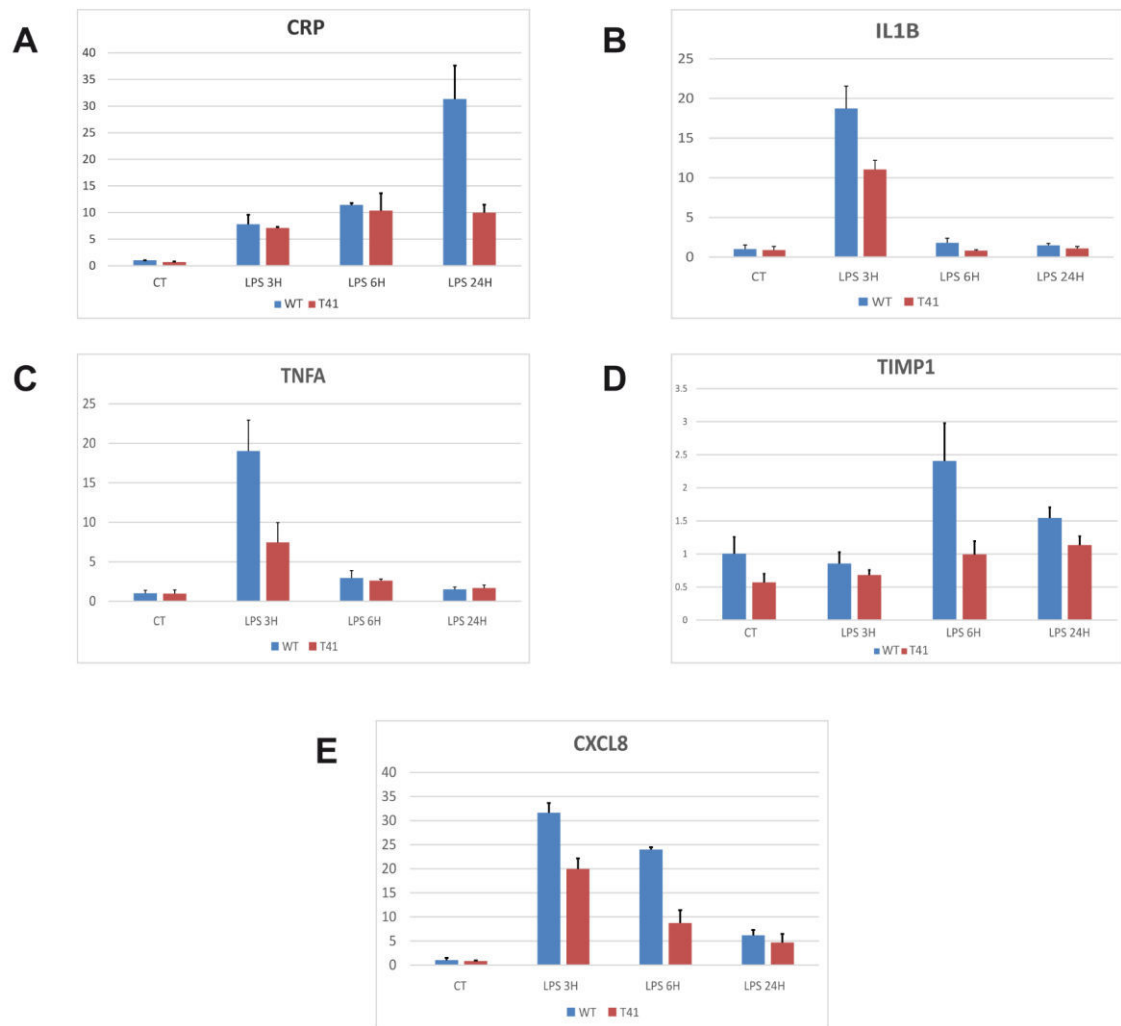 A
CRP
40
35
30
25
20
15
10
5
0
CT LPS 3H LPS 6H LPS 24H
WT T41
B
IL1B
25
20
15
10
5
0
CT LPS 3H LPS 6H LPS 24H
WT T41
C
TNFA
25
20
15
10
5
0
CT LPS 3H LPS 6H LPS 24H
WT T41
D
TIMP1
3.5
3
2.5
2
1.5
1
0.5
0
CT LPS 3H LPS 6H LPS 24H
WT T41
E
CXCL8
40
35
30
25
20
15
10
5
0
CT LPS 3H LPS 6H LPS 24H
WT T41